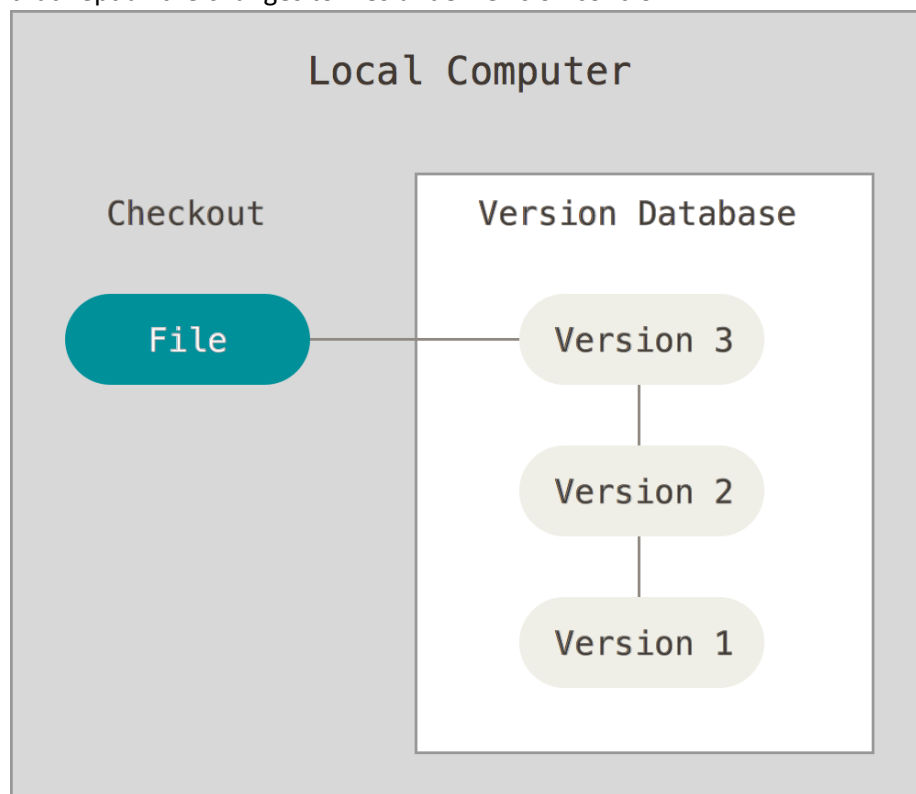 Local Computer
Checkout
Version Database
File
Version 3
Version 2
Version 1